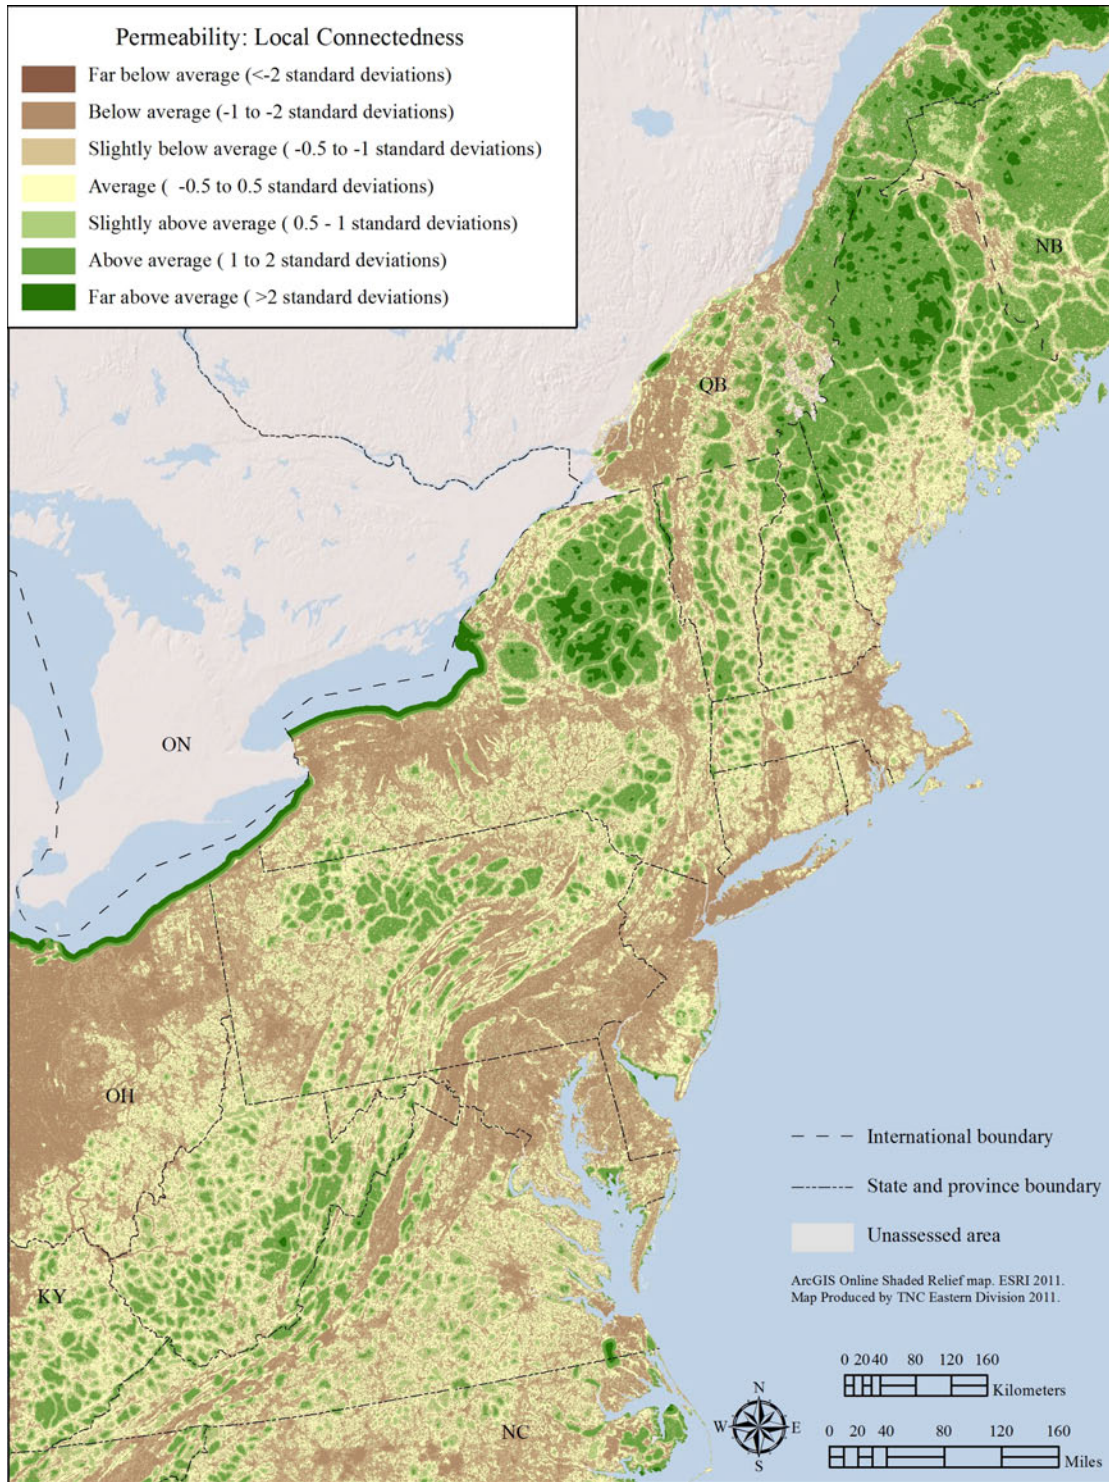 Permeability: Local Connectedness
Far below average (<-2 standard deviations)
Below average (-1 to -2 standard deviations)
Slightly below average ( -0.5 to -1 standard deviations)
Average ( -0.5 to 0.5 standard deviations)
Slightly above average ( 0.5 - 1 standard deviations)
Above average ( 1 to 2 standard deviations)
Far above average ( >2 standard deviations)
NB
QB
ON
OH
KY
NC
International boundary
State and province boundary
Unassessed area
ArcGIS Online Shaded Relief map. ESRI 2011.
Map Produced by TNC Eastern Division 2011.
0 20 40 80 120 160
Kilometers
N
W E
S
0 20 40 80 120 160
Miles